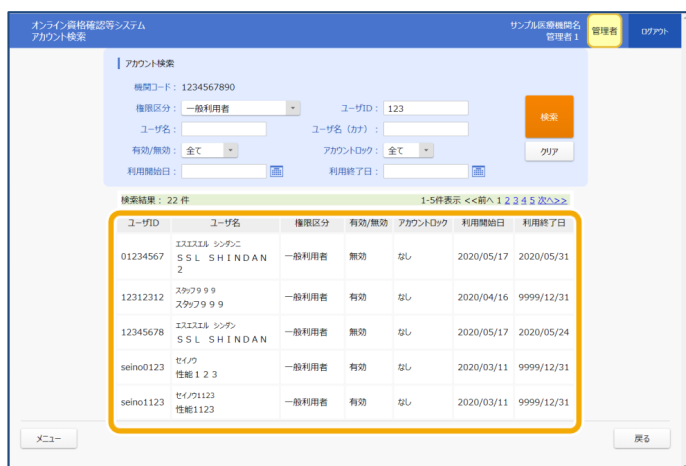 オンライン資格確認等システム
アカウント検索
サンプル医療機関名
管理者 1
管理者
ログアウト
アカウント検索
機関コード: 1234567890
権限区分: 一般利用者 ユーザID: 123
ユーザ名: ユーザ名 (カナ) :
有効/無効: 全て アカウントロック: 全て
利用開始日: 利用終了日:
検索
クリア
検索結果: 22 件 1-5件表示 <<前へ 1 2 3 4 5 次へ>>
ユーザID ユーザ名 権限区分 有効/無効 アカウントロック 利用開始日 利用終了日
エスエスエル シンダンニ
01234567 SSL SHINDAN 一般利用者 無効 なし 2020/05/17 2020/05/31
2
スタッフ999
12312312 スタッフ999 一般利用者 有効 なし 2020/04/16 9999/12/31
エスエスエル シンダン
12345678 SSL SHINDAN 一般利用者 無効 なし 2020/05/17 2020/05/24
セイノウ
seino0123 性能123 一般利用者 有効 なし 2020/03/11 9999/12/31
セイノウ1123
seino1123 性能1123 一般利用者 有効 なし 2020/03/11 9999/12/31
メニュー 戻る